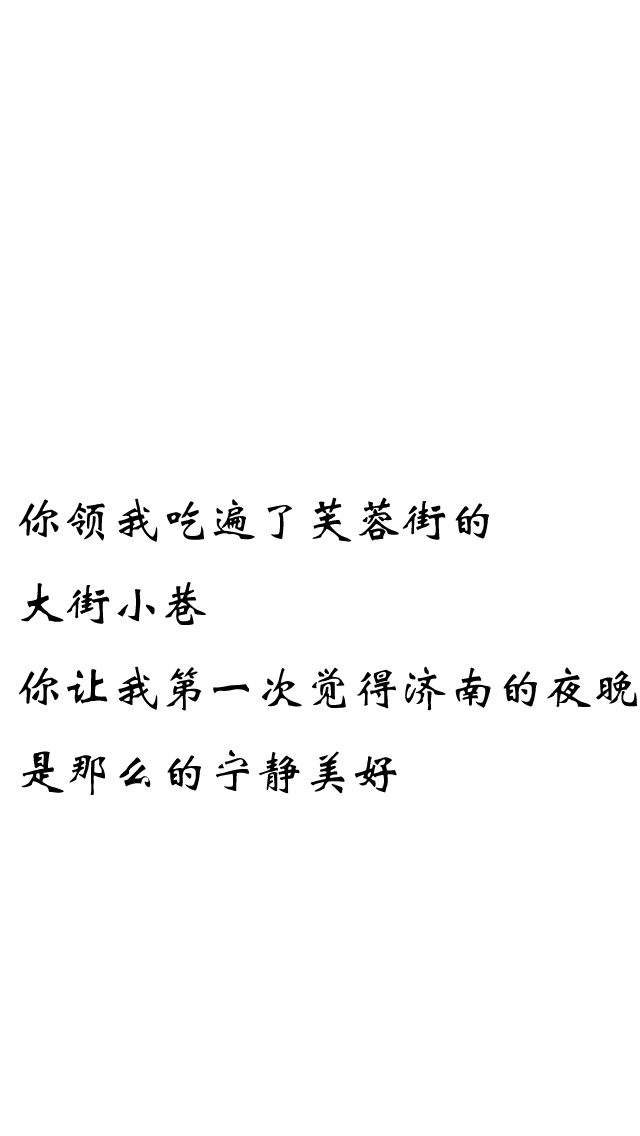 你领我吃遍了芙蓉街的
大街小巷
你让我第一次觉得济南的夜晚
是那么的宁静美好